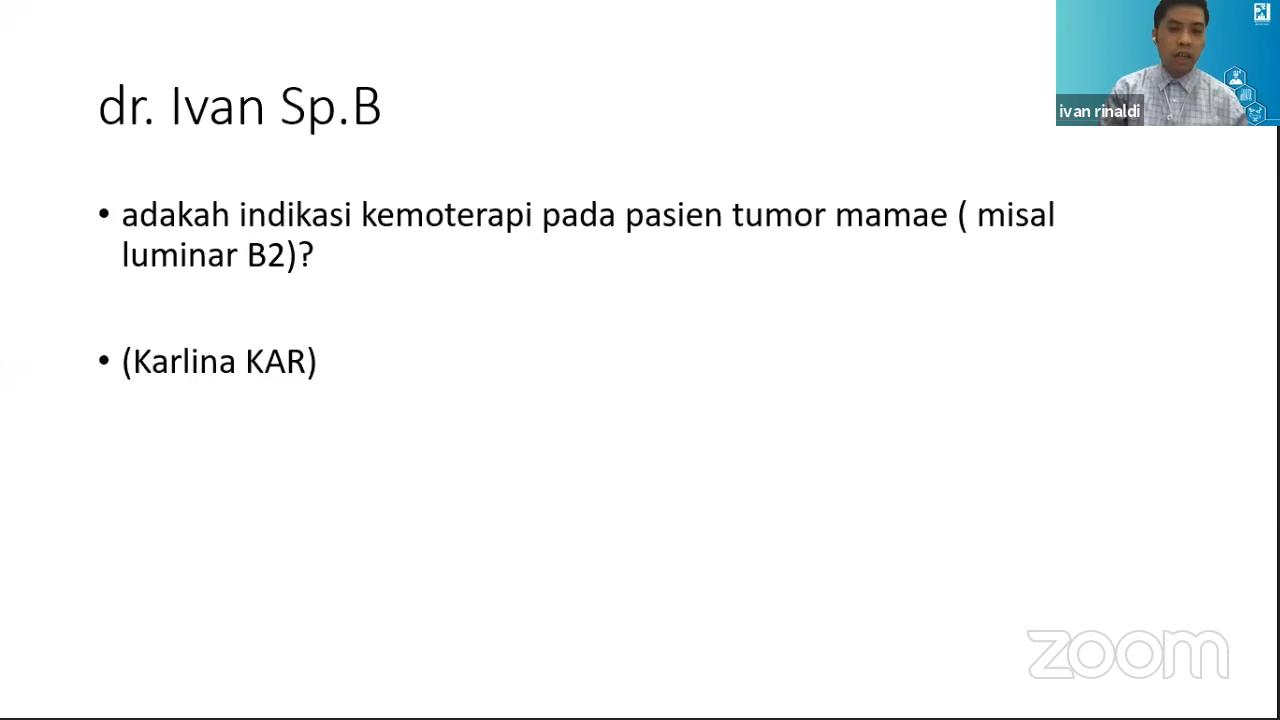 dr. Ivan Sp.B
ivan rinaldi
• adakah indikasi kemoterapi pada pasien tumor mamae ( misal
luminar B2)?
• (Karlina KAR)
zoom